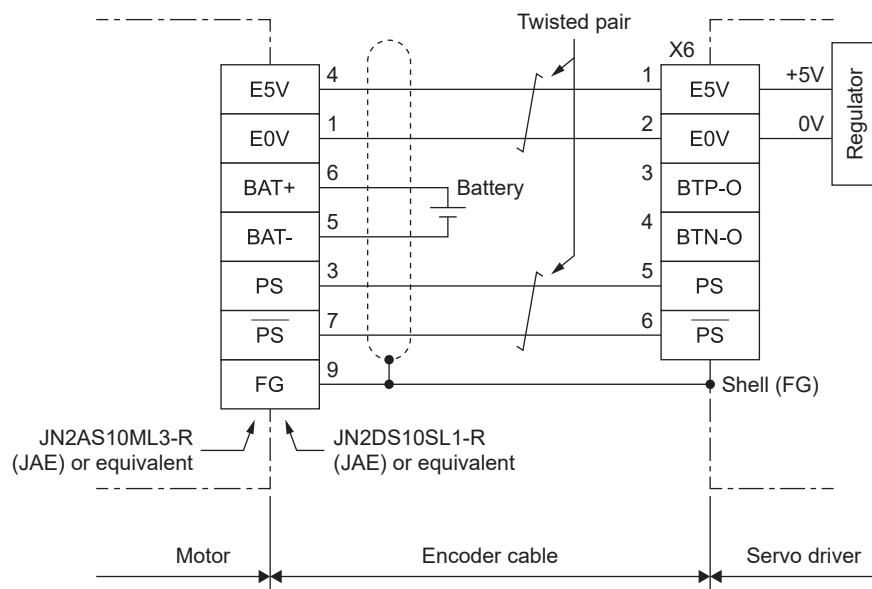 Twisted pair
X6
E5V 4 1 E5V +5V
E0V 1 2 E0V 0V
Regulator
BAT+ 6 Battery 3 BTP-O
BAT- 5 4 BTN-O
PS 3 5 PS
P̅S̅ 7 6 P̅S̅
FG 9 Shell (FG)
JN2AS10ML3-R
(JAE) or equivalent
JN2DS10SL1-R
(JAE) or equivalent
Motor Encoder cable Servo driver